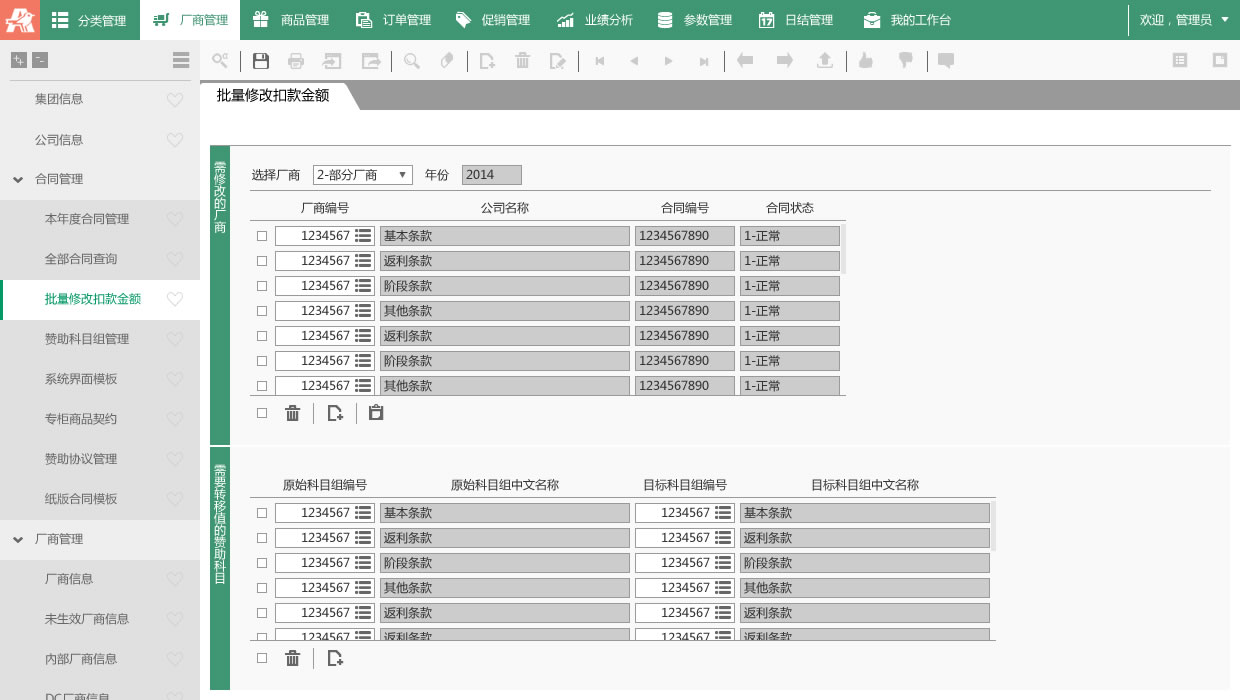 分类管理 厂商管理 商品管理 订单管理 促销管理 业绩分析 参数管理 日结管理 我的工作台 欢迎，管理员
批量修改扣款金额
集团信息
公司信息
合同管理
本年度合同管理
全部合同查询
批量修改扣款金额
赞助科目组管理
系统界面模板
专柜商品契约
赞助协议管理
纸版合同模板
厂商管理
厂商信息
未生效厂商信息
内部厂商信息
DC厂商信息
需修改的厂商
选择厂商 2-部分厂商 年份 2014
厂商编号 公司名称 合同编号 合同状态
1234567 基本条款 1234567890 1-正常
1234567 返利条款 1234567890 1-正常
1234567 阶段条款 1234567890 1-正常
1234567 其他条款 1234567890 1-正常
1234567 返利条款 1234567890 1-正常
1234567 阶段条款 1234567890 1-正常
1234567 其他条款 1234567890 1-正常
需要转移值的赞助科目
原始科目组编号 原始科目组中文名称 目标科目组编号 目标科目组中文名称
1234567 基本条款 1234567 基本条款
1234567 返利条款 1234567 返利条款
1234567 阶段条款 1234567 阶段条款
1234567 其他条款 1234567 其他条款
1234567 返利条款 1234567 返利条款
1234567 返利条款 1234567 返利条款